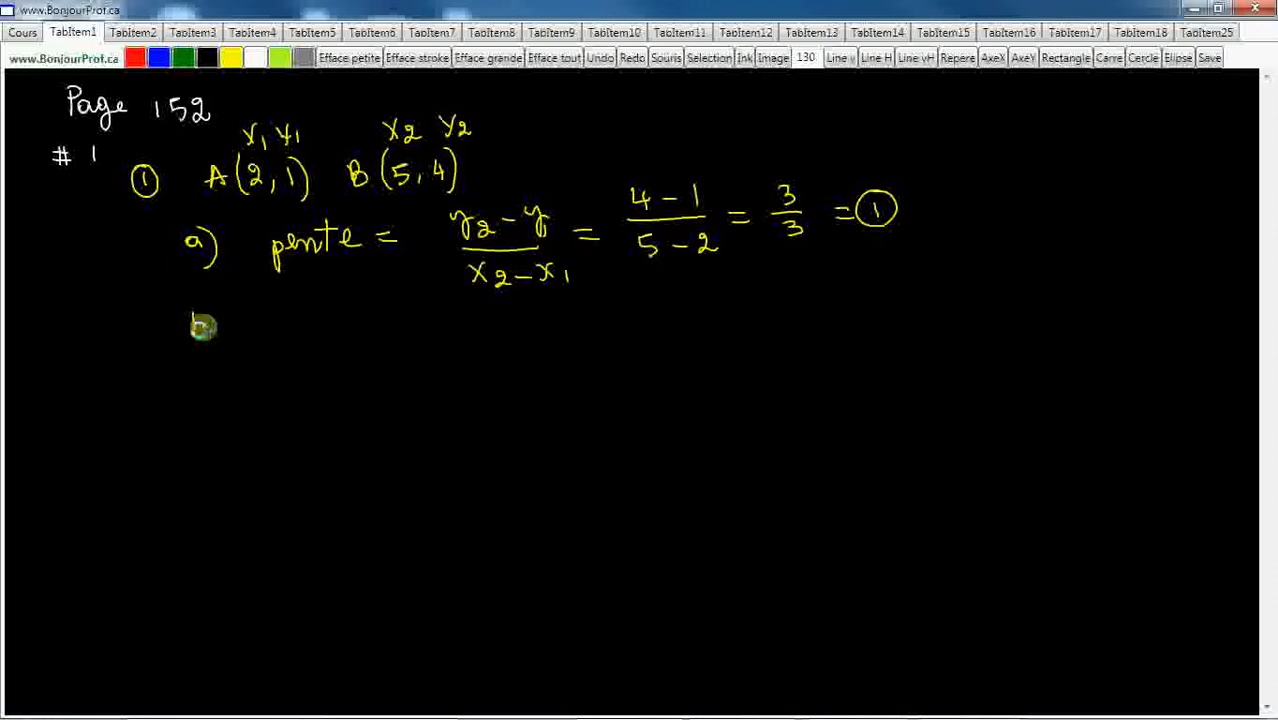 www.BonjourProf.ca
Cours TabItem1 TabItem2 TabItem3 TabItem4 TabItem5 TabItem6 TabItem7 TabItem8 TabItem9 TabItem10 TabItem11 TabItem12 TabItem13 TabItem14 TabItem15 TabItem16 TabItem17 TabItem18 TabItem25
www.BonjourProf.ca Efface petite Efface stroke Efface grande Efface tout Undo Redo Souris Selection Ink Image 130 Line v Line H Line vH Repere AxeX AxeY Rectangle Carre Cercle Elipse Save
Page 152
x₁ y₁ x₂ y₂
# 1
① A(2,1) B(5,4)
a) pente = (y₂ - y₁)/(x₂ - x₁) = (4 - 1)/(5 - 2) = 3/3 = ①